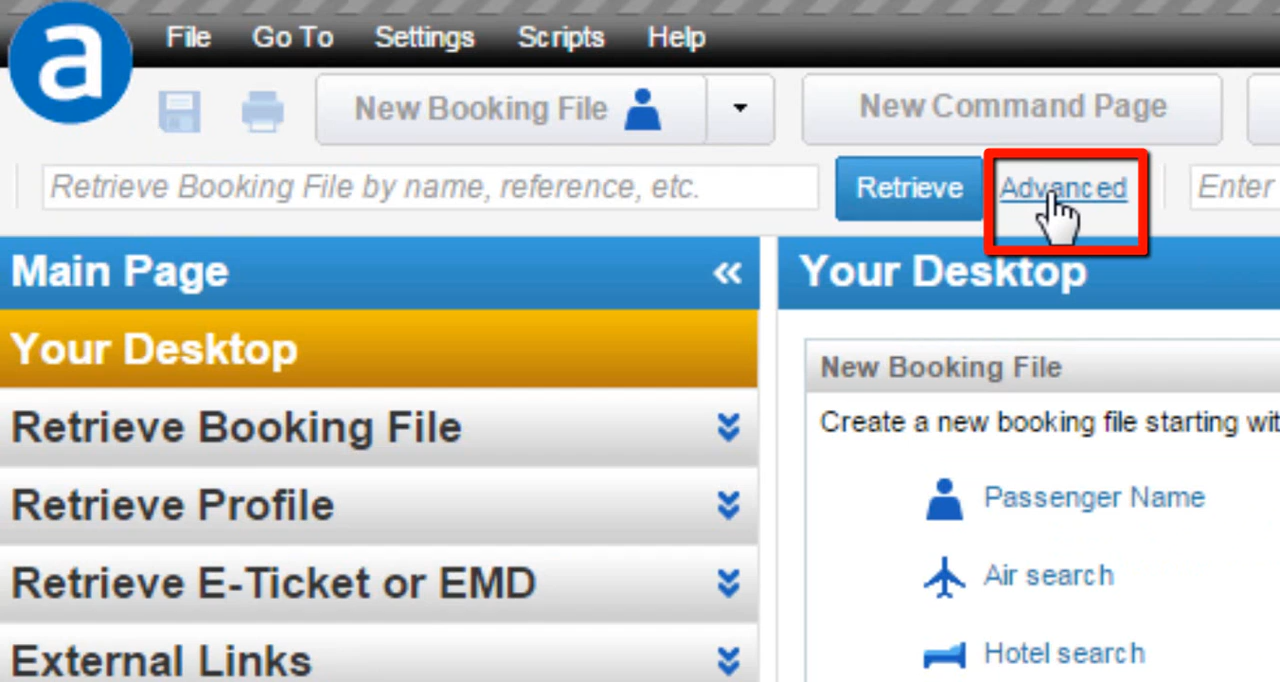 a
File Go To Settings Scripts Help
New Booking File New Command Page
Retrieve Booking File by name, reference, etc. Retrieve Advanced Enter
Main Page
Your Desktop
Your Desktop
Retrieve Booking File
Retrieve Profile
Retrieve E-Ticket or EMD
External Links
New Booking File
Create a new booking file starting wit
Passenger Name
Air search
Hotel search